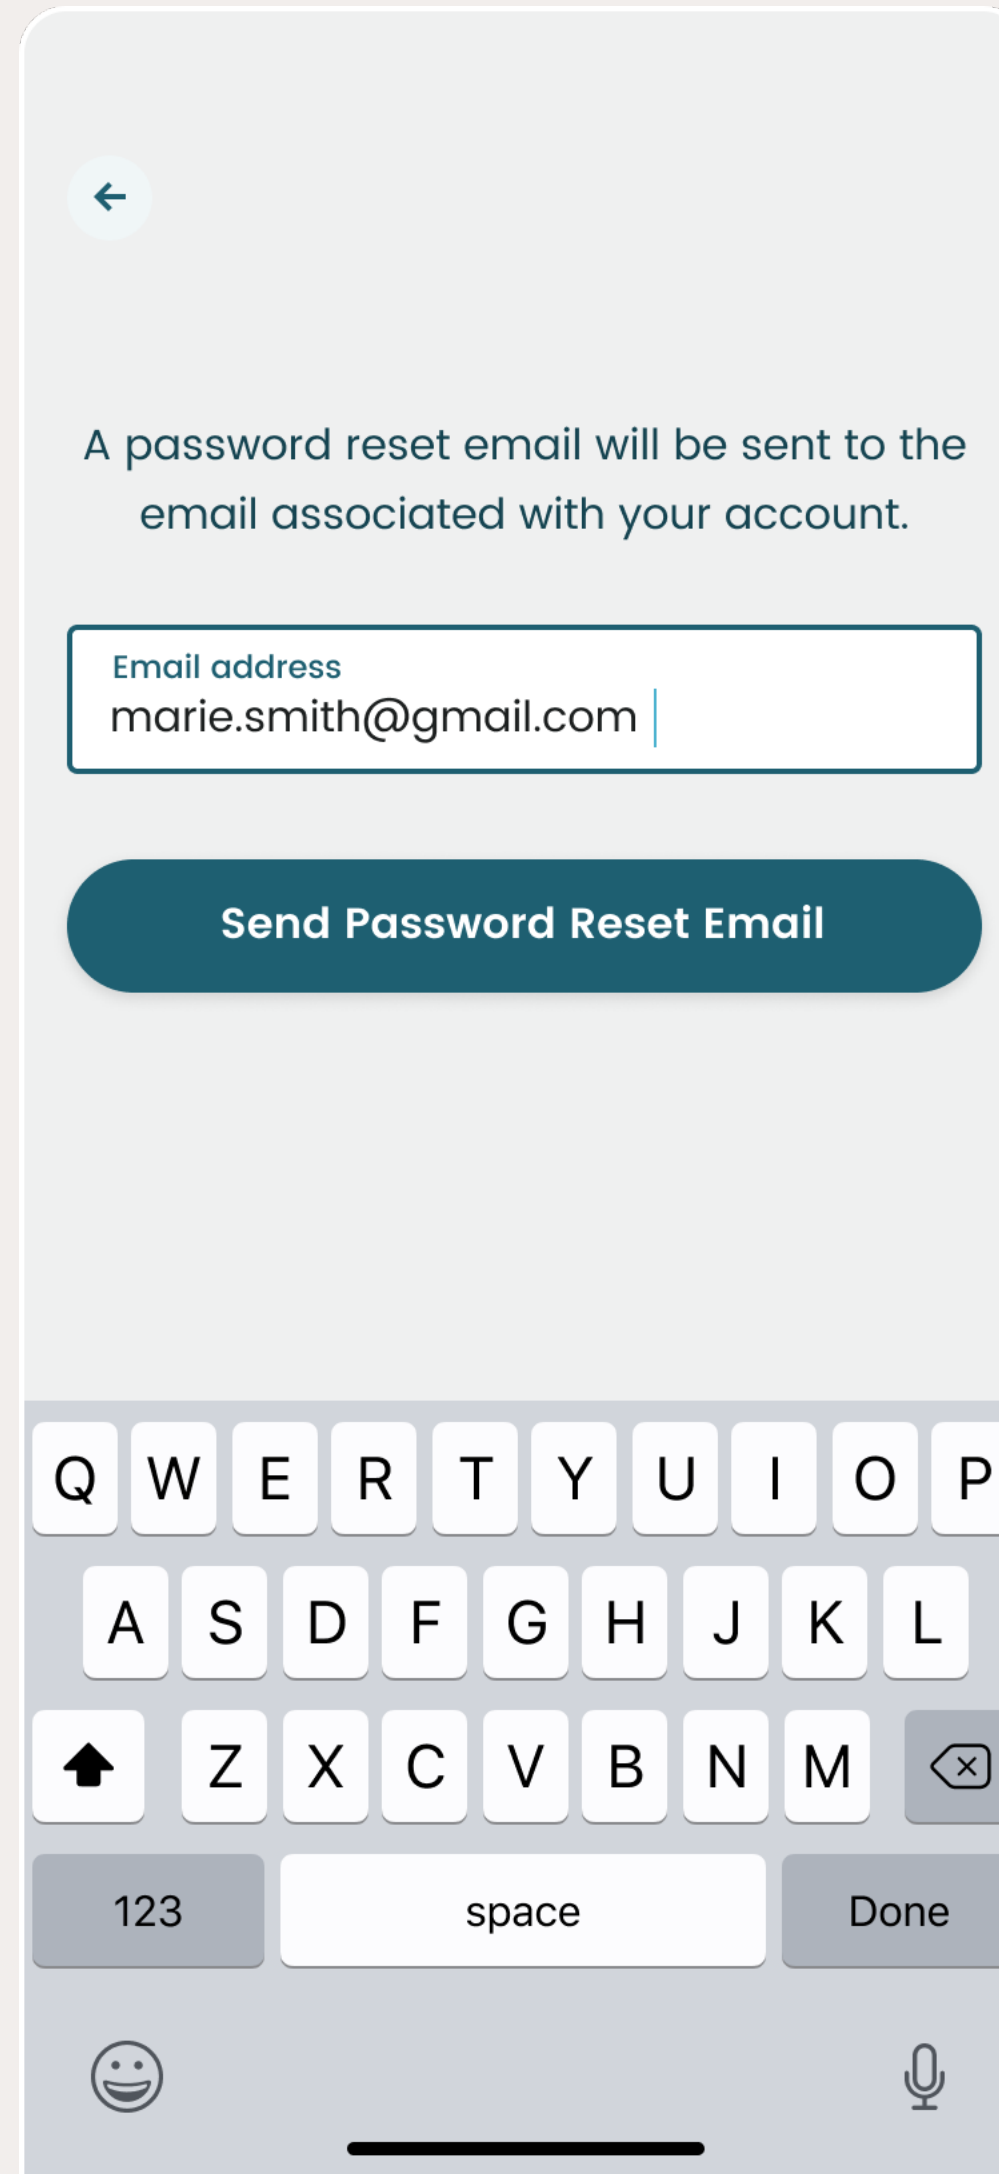 A password reset email will be sent to the
email associated with your account.
Email address
marie.smith@gmail.com
Send Password Reset Email
Q W E R T Y U I O P
A S D F G H J K L
Z X C V B N M
123 space Done